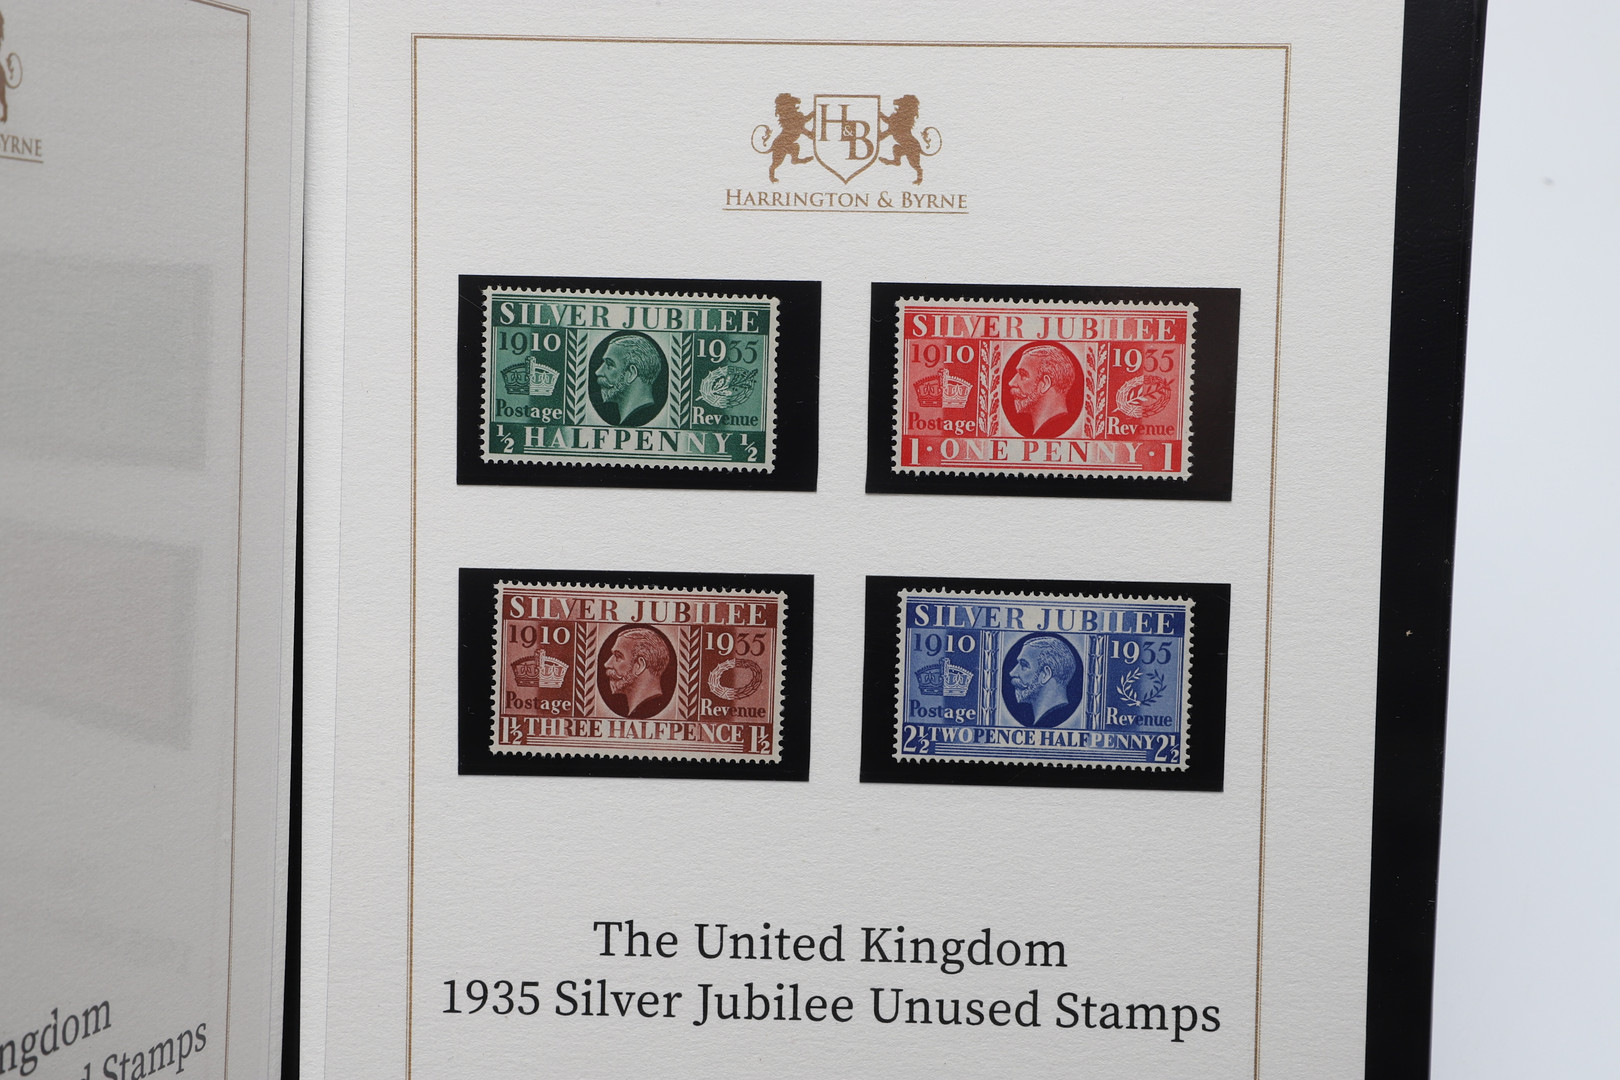 YRNE
H&B
HARRINGTON & BYRNE
SILVER JUBILEE
1910 1935
Postage Revenue
½ HALFPENNY ½
SILVER JUBILEE
1910 1935
Postage Revenue
1 · ONE PENNY · 1
SILVER JUBILEE
1910 1935
Postage Revenue
1½ THREE HALFPENCE 1½
SILVER JUBILEE
1910 1935
Postage Revenue
2½ TWOPENCE HALFPENNY 2½
The United Kingdom
1935 Silver Jubilee Unused Stamps
ngdom
d Stamps